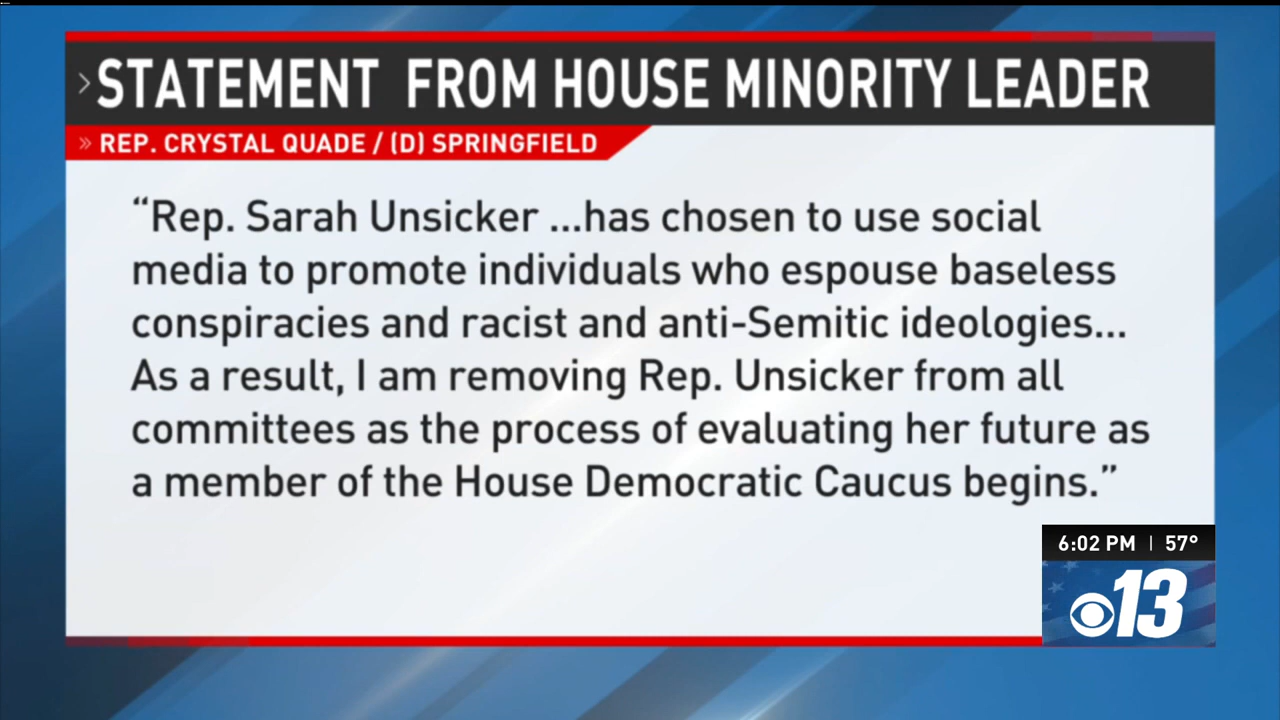 › STATEMENT FROM HOUSE MINORITY LEADER
» REP. CRYSTAL QUADE / (D) SPRINGFIELD
“Rep. Sarah Unsicker ...has chosen to use social
media to promote individuals who espouse baseless
conspiracies and racist and anti-Semitic ideologies...
As a result, I am removing Rep. Unsicker from all
committees as the process of evaluating her future as
a member of the House Democratic Caucus begins.”
6:02 PM | 57°
13